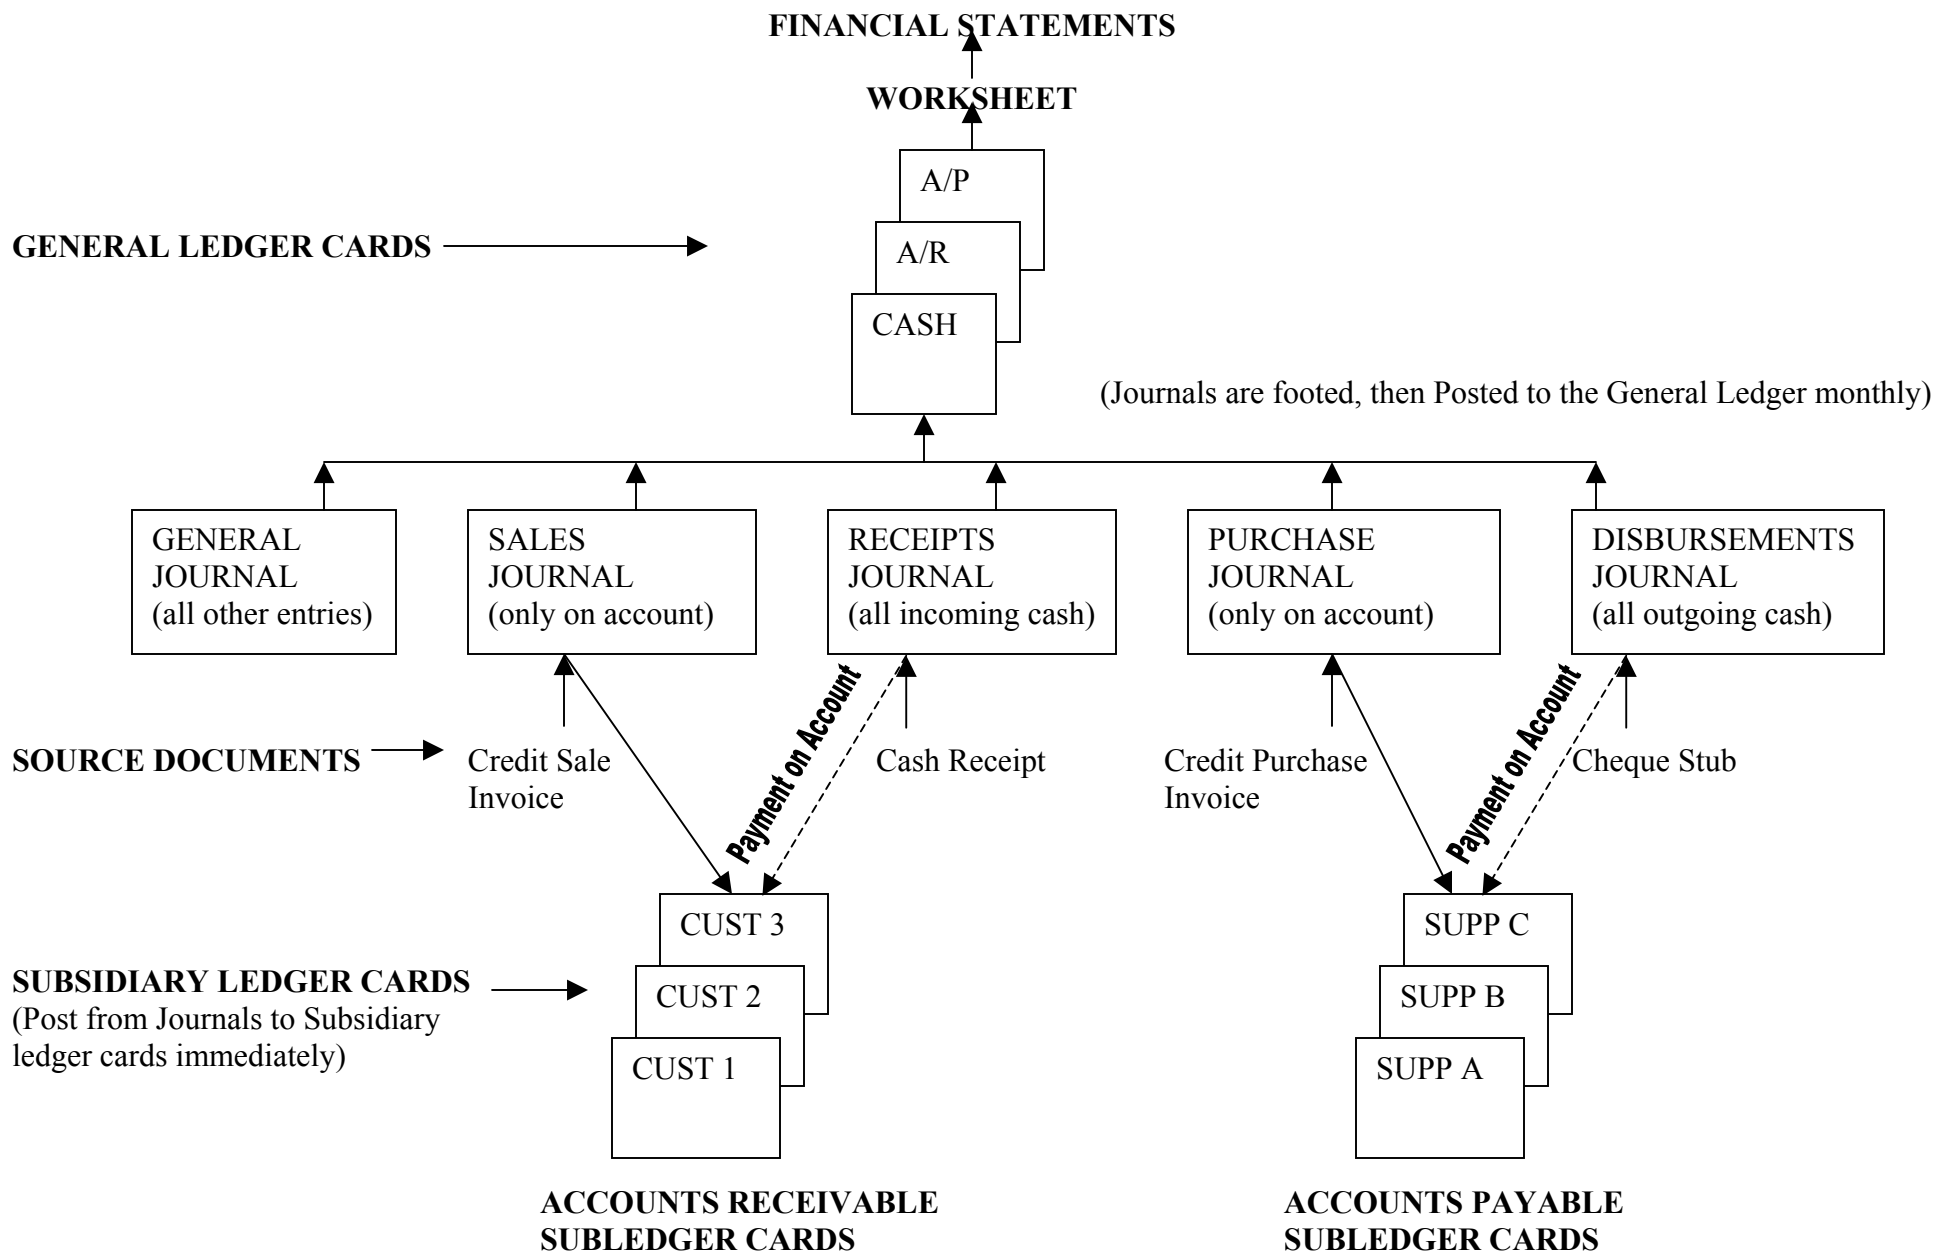 FINANCIAL STATEMENTS
WORKSHEET
A/P
GENERAL LEDGER CARDS
A/R
CASH
(Journals are footed, then Posted to the General Ledger monthly)
GENERAL
JOURNAL
(all other entries)
SALES
JOURNAL
(only on account)
RECEIPTS
JOURNAL
(all incoming cash)
PURCHASE
JOURNAL
(only on account)
DISBURSEMENTS
JOURNAL
(all outgoing cash)
Payment on Account
Payment on Account
SOURCE DOCUMENTS
Credit Sale
Invoice
Cash Receipt
Credit Purchase
Invoice
Cheque Stub
CUST 3
SUPP C
SUBSIDIARY LEDGER CARDS
(Post from Journals to Subsidiary
ledger cards immediately)
CUST 2
SUPP B
CUST 1
SUPP A
ACCOUNTS RECEIVABLE
SUBLEDGER CARDS
ACCOUNTS PAYABLE
SUBLEDGER CARDS